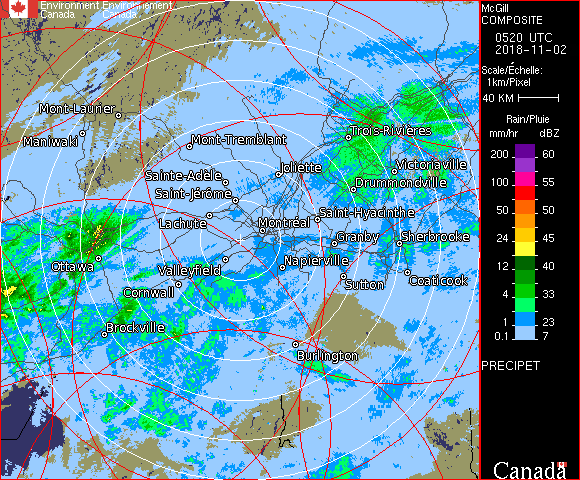 Environment Environnement
Canada Canada
McGill
COMPOSITE
0520 UTC
2018-11-02
Scale/Échelle:
1km/Pixel
40 KM
Rain/Pluie
mm/hr dBZ
200 60
100 55
50 50
24 45
12 40
4 33
1 23
0.1 7
PRECIPET
Canada
Mont-Laurier
Maniwaki
Mont-Tremblant
Trois-Rivières
Joliette
Victoriaville
Sainte-Adèle
Drummondville
Saint-Jérôme
Saint-Hyacinthe
Lachute
Montréal
Granby
Sherbrooke
Ottawa
Valleyfield
Napierville
Cornwall
Sutton
Coaticook
Brockville
Burlington